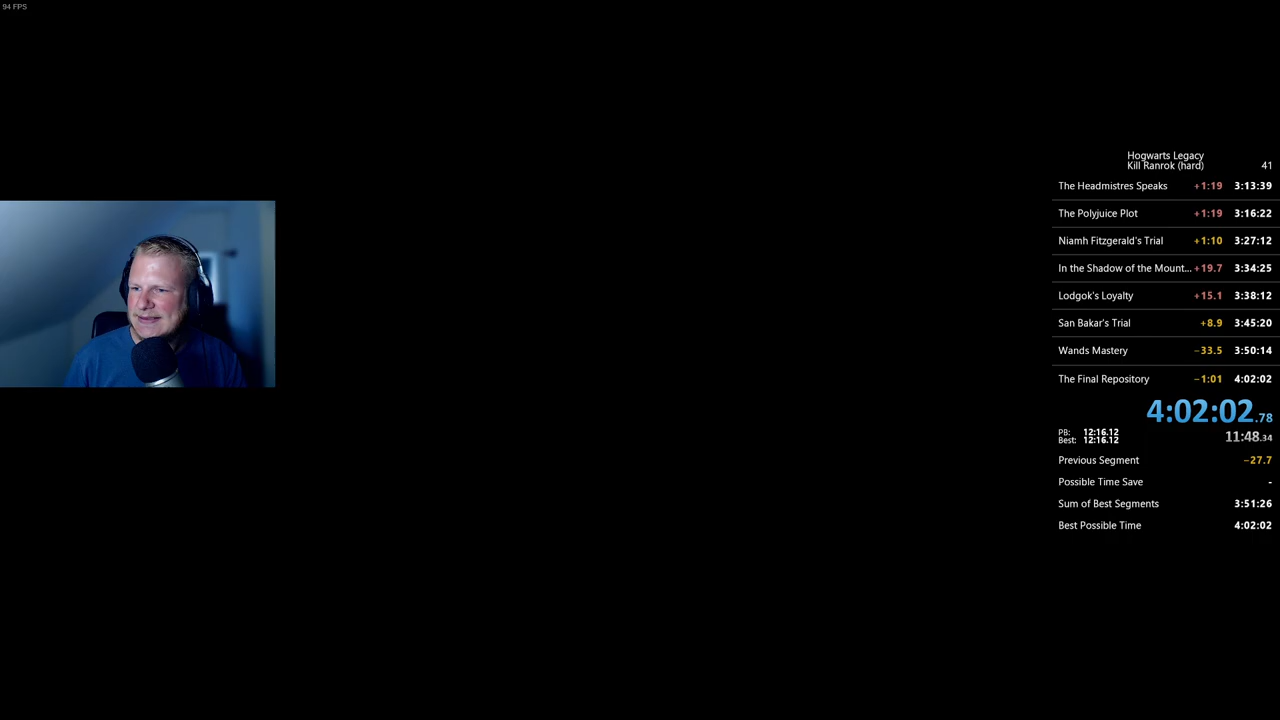 94 FPS
Hogwarts Legacy
Kill Ranrok (hard) 41
The Headmistres Speaks +1:19 3:13:39
The Polyjuice Plot +1:19 3:16:22
Niamh Fitzgerald's Trial +1:10 3:27:12
In the Shadow of the Mount... +19.7 3:34:25
Lodgok's Loyalty +15.1 3:38:12
San Bakar's Trial +8.9 3:45:20
Wands Mastery −33.5 3:50:14
The Final Repository −1:01 4:02:02
4:02:02.78
PB: 12:16.12
Best: 12:16.12
11:48.34
Previous Segment −27.7
Possible Time Save -
Sum of Best Segments 3:51:26
Best Possible Time 4:02:02